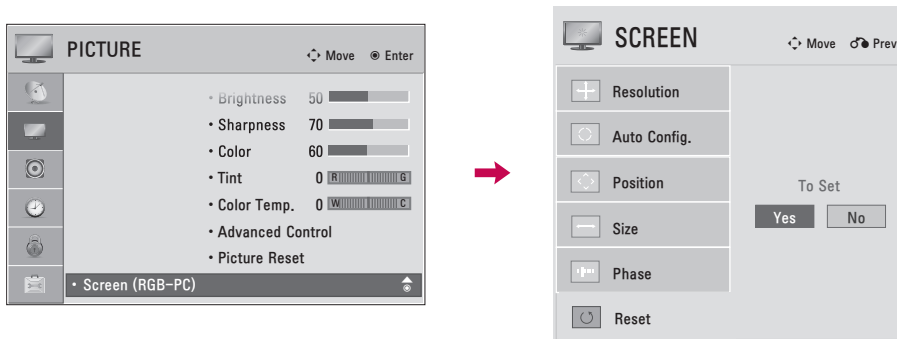 PICTURE
Move Enter
• Brightness 50
• Sharpness 70
• Color 60
• Tint 0 R G
• Color Temp. 0 W C
• Advanced Control
• Picture Reset
• Screen (RGB-PC)
SCREEN
Move Prev
Resolution
Auto Config.
Position
Size
Phase
Reset
To Set
Yes No